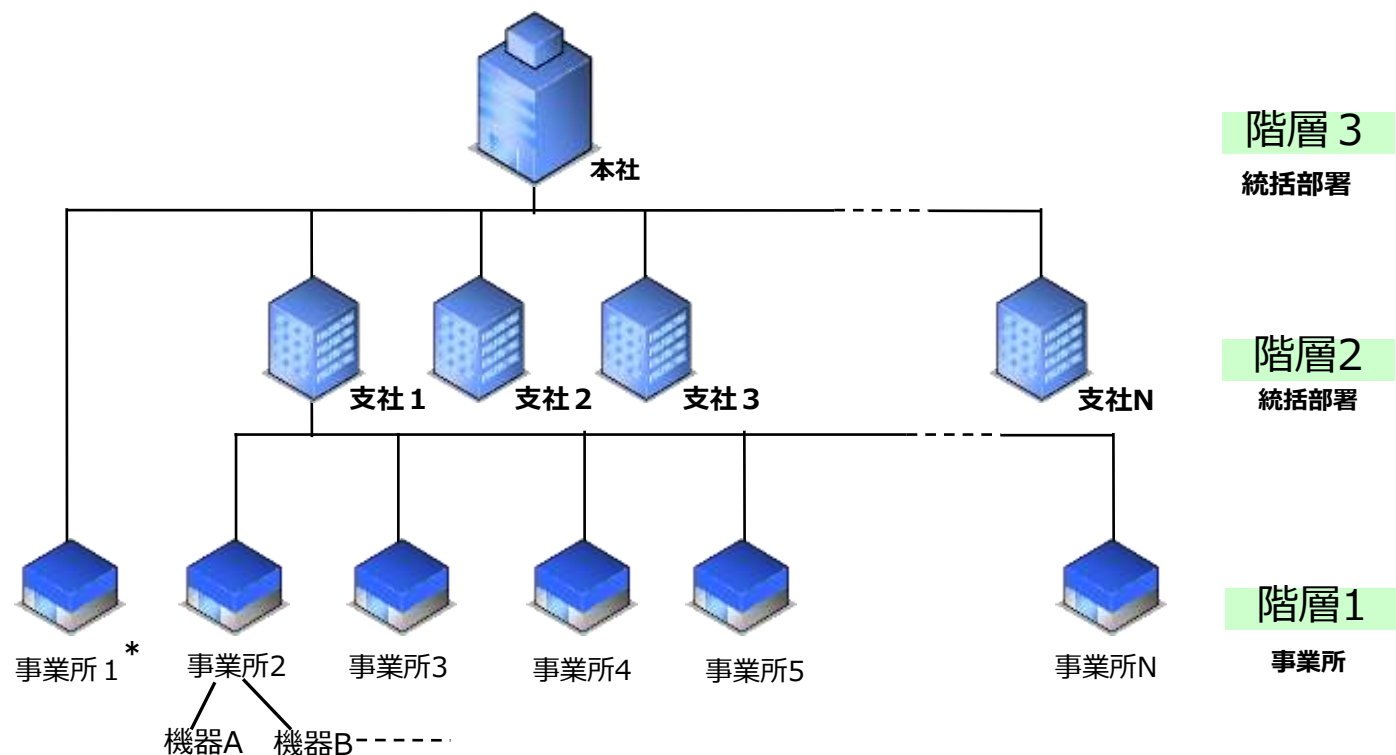 階層３
本社
統括部署
階層2
支社１
支社２
支社３
支社N
統括部署
階層1
事業所１*
事業所2
事業所3
事業所4
事業所5
事業所N
事業所
機器A
機器B